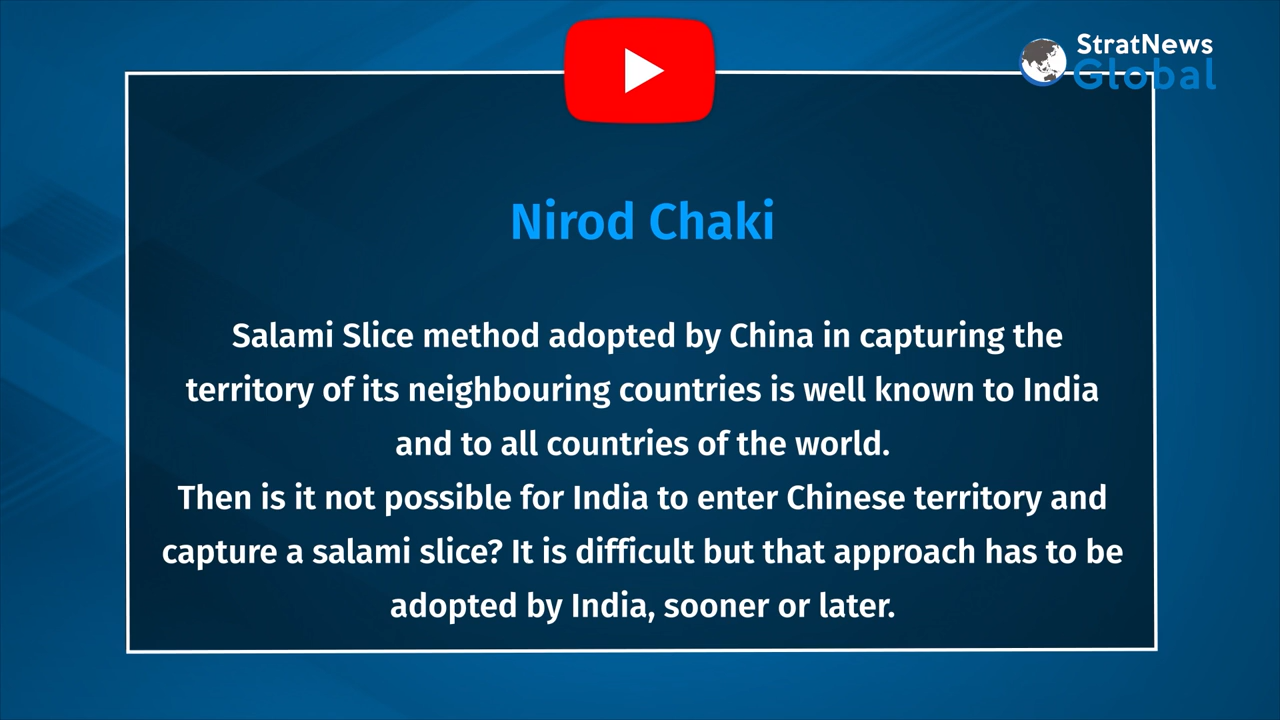 StratNews
Global
Nirod Chaki
Salami Slice method adopted by China in capturing the
territory of its neighbouring countries is well known to India
and to all countries of the world.
Then is it not possible for India to enter Chinese territory and
capture a salami slice? It is difficult but that approach has to be
adopted by India, sooner or later.